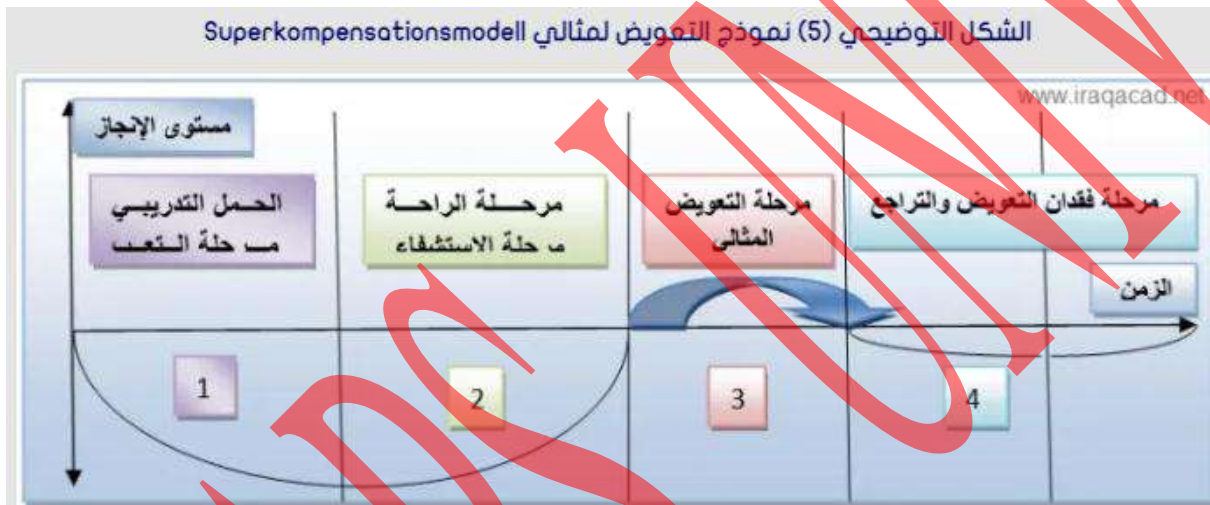 الشكل التوضيحي (5) نموذج التعويض لمثالي Superkompensationsmodell
www.iraqacad.net
مستوى الإنجاز
الحمل التدريبي
مرحلة التعب
مرحلة الراحة
مرحلة الاستشفاء
مرحلة التعويض
المثالي
مرحلة فقدان التعويض والتراجع
الزمن
1
2
3
4